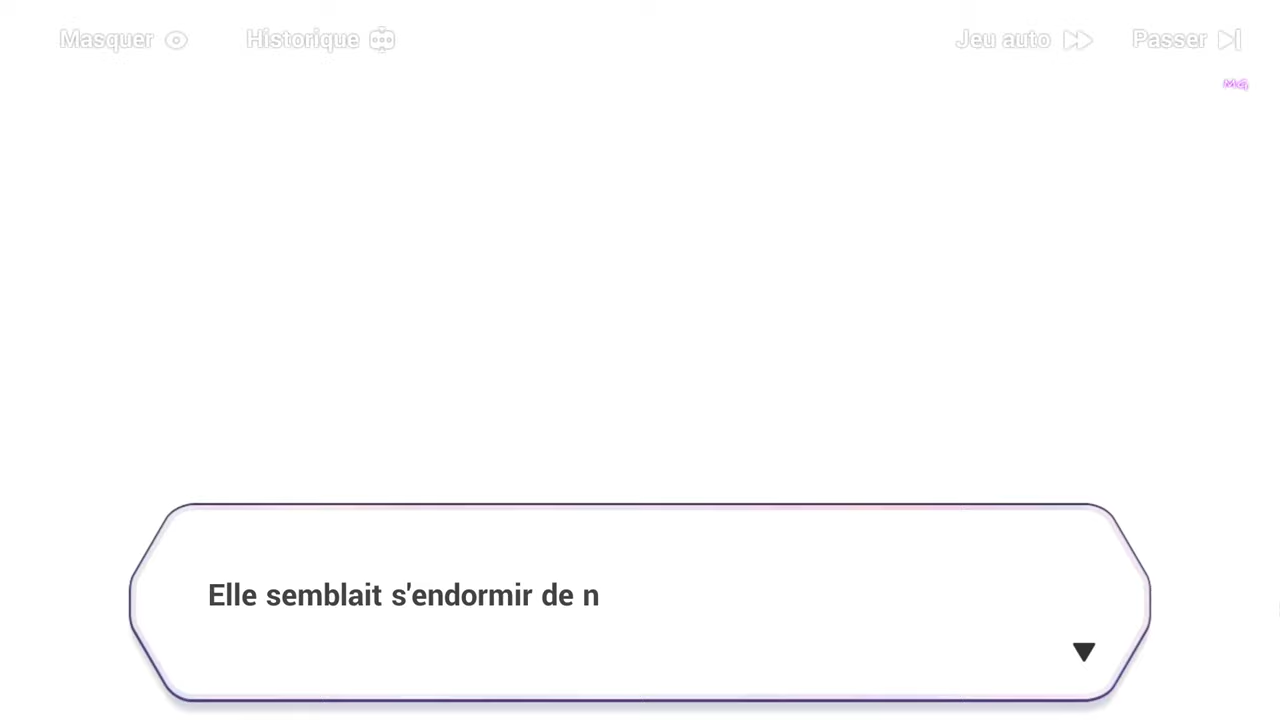 Masquer
Historique
Jeu auto
Passer
Elle semblait s'endormir de n